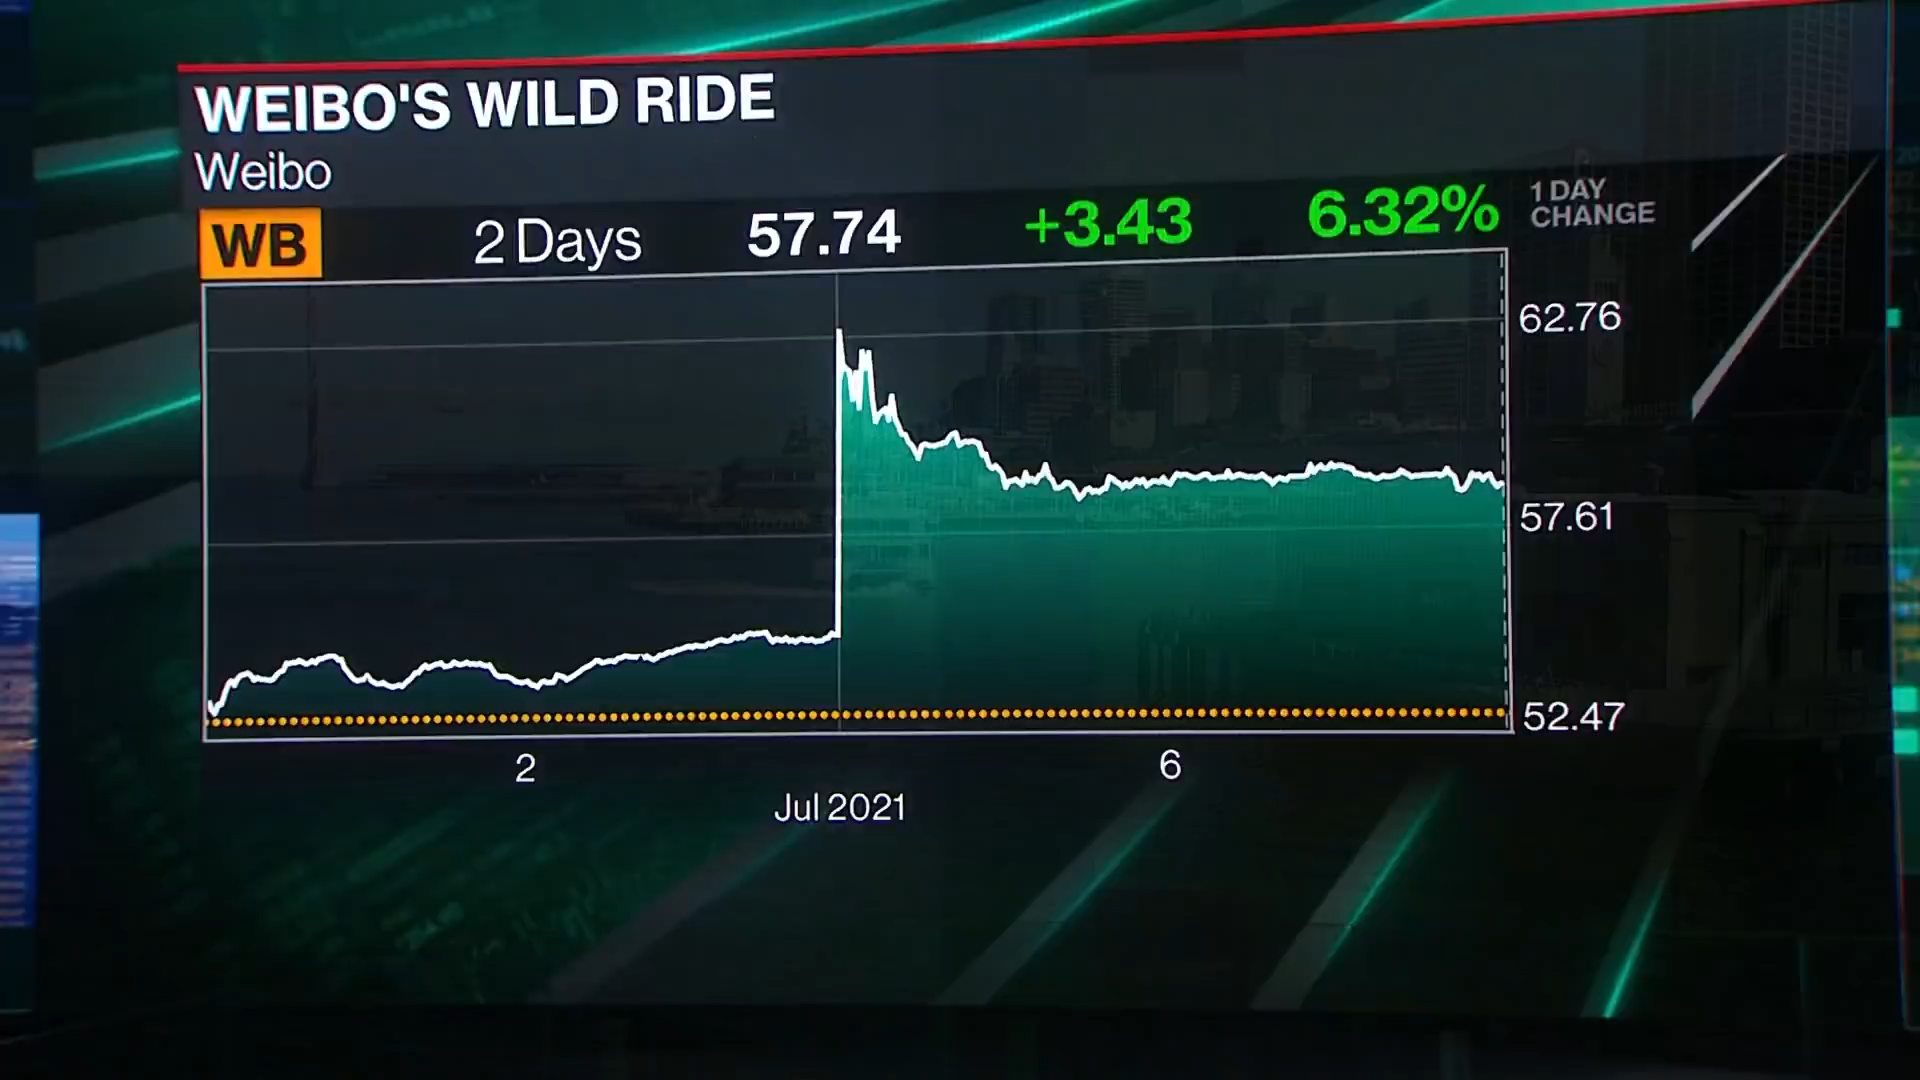 WEIBO'S WILD RIDE
Weibo
WB 2 Days 57.74 +3.43 6.32% 1 DAY CHANGE
62.76
57.61
52.47
2 6
Jul 2021